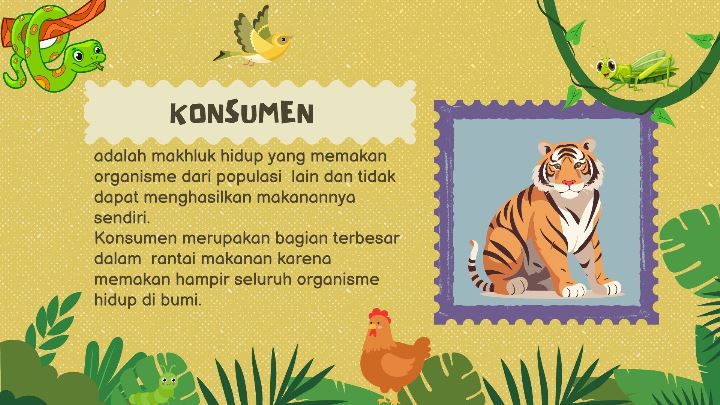 KONSUMEN
adalah makhluk hidup yang memakan
organisme dari populasi lain dan tidak
dapat menghasilkan makanannya
sendiri.
Konsumen merupakan bagian terbesar
dalam rantai makanan karena
memakan hampir seluruh organisme
hidup di bumi.